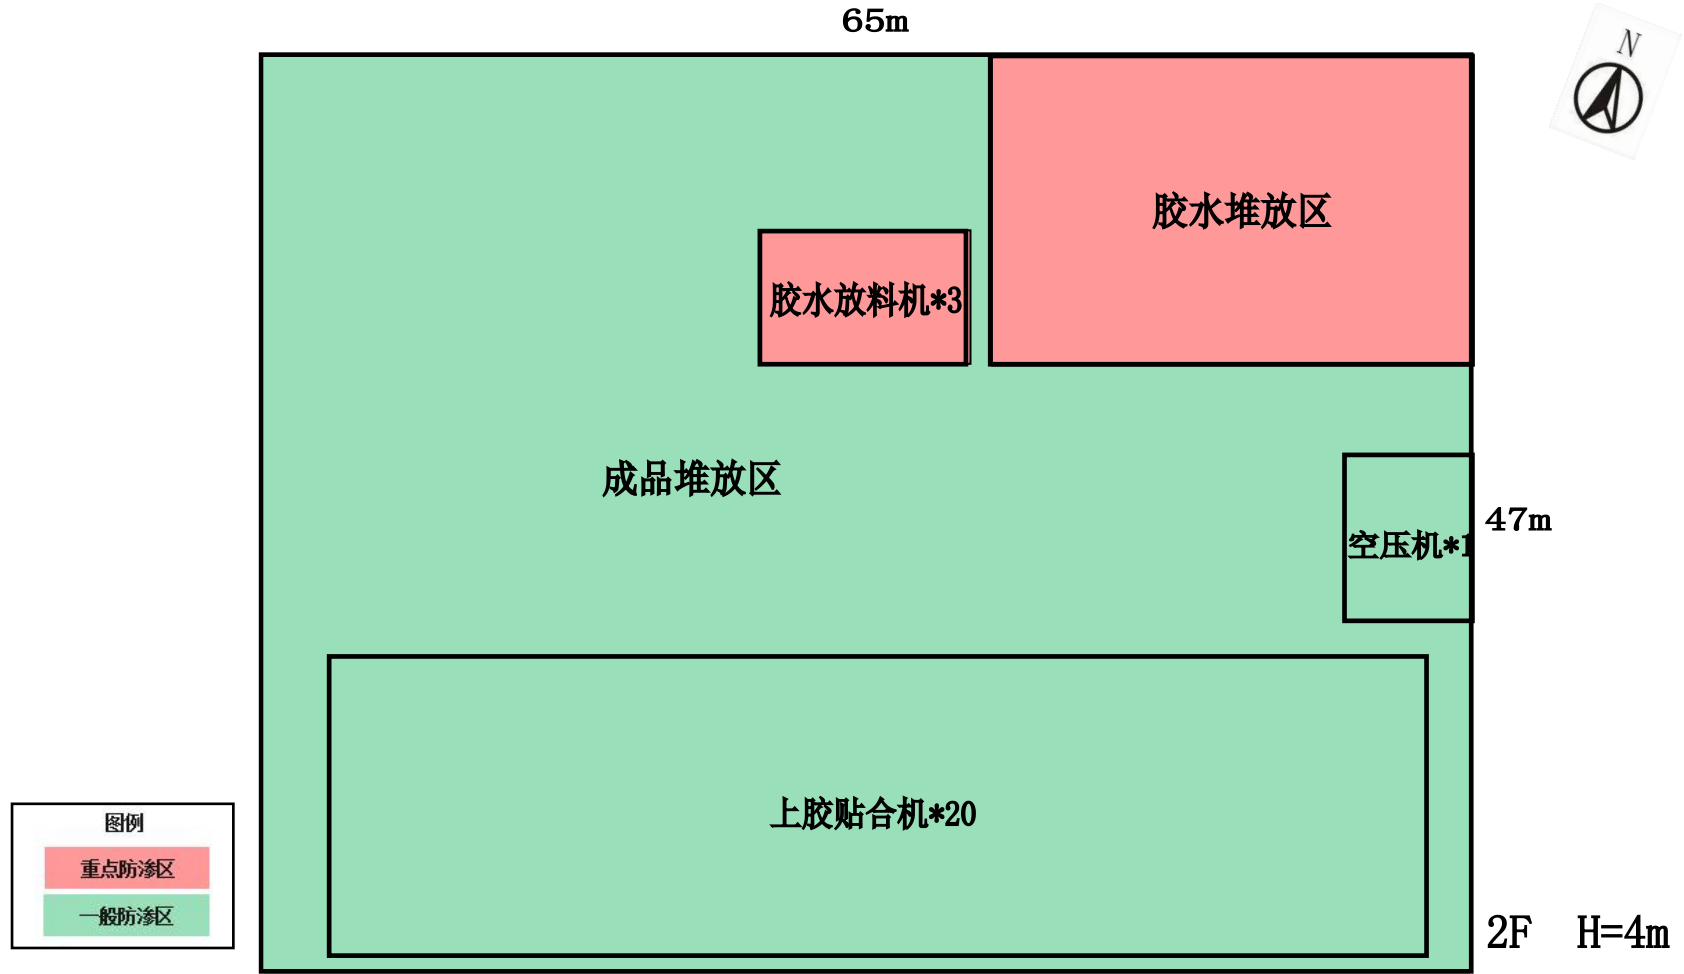 65m
N
胶水堆放区
胶水放料机*3
成品堆放区
47m
空压机*1
上胶贴合机*20
图例
重点防渗区
一般防渗区
2F H=4m